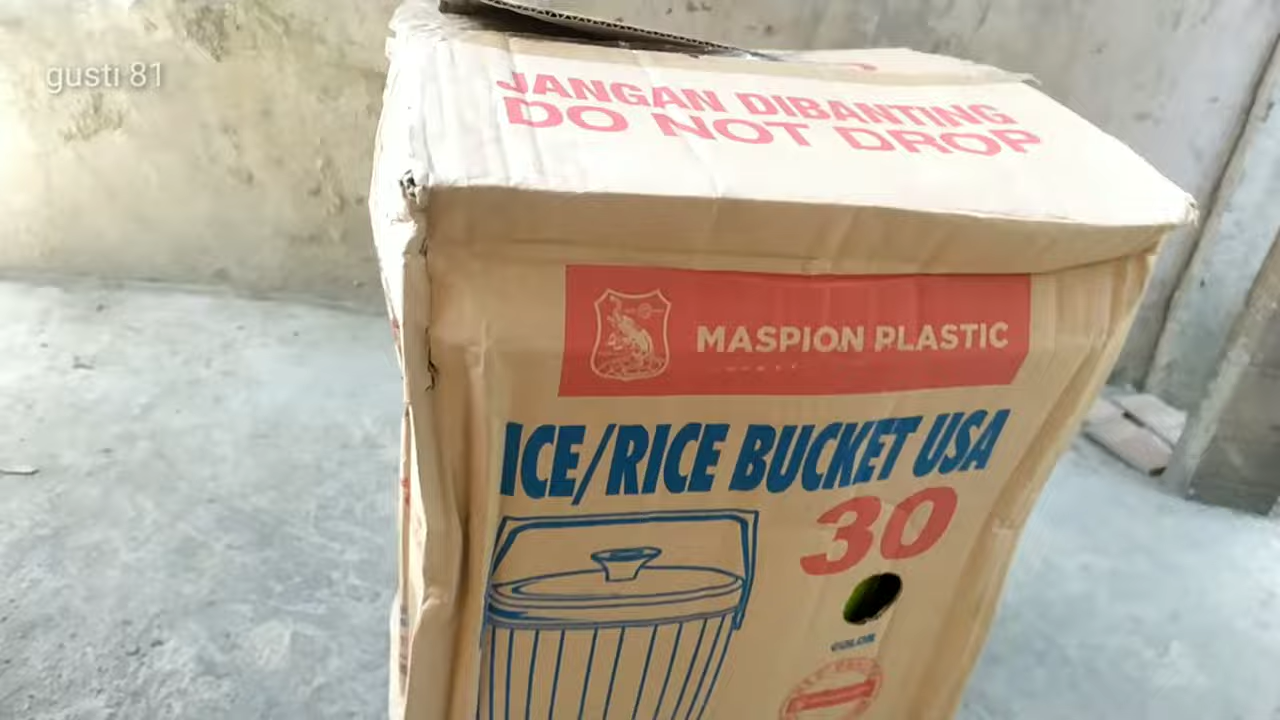 gusti 81
JANGAN DIBANTING
DO NOT DROP
MASPION PLASTIC
ICE/RICE BUCKET USA
30
COLOR